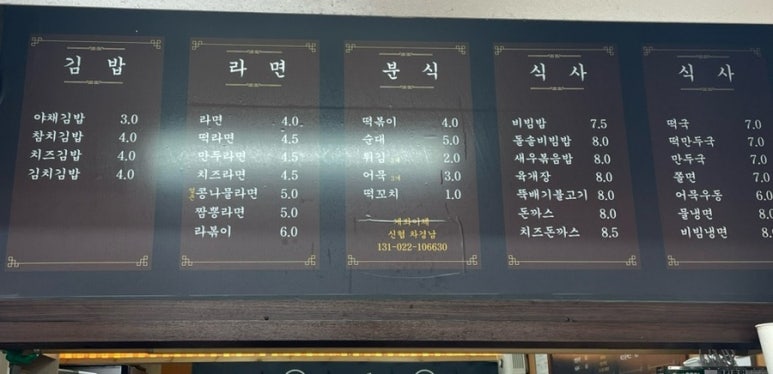 김 밥
야채김밥 3.0
참치김밥 4.0
치즈김밥 4.0
김치김밥 4.0
라 면
라면 4.0
떡라면 4.5
만두라면 4.5
치즈라면 4.5
콩나물라면 5.0
짬뽕라면 5.0
라볶이 6.0
분 식
떡볶이 4.0
순대 5.0
튀김 2.0
어묵 3.0
떡꼬치 1.0
계좌이체
신협 차경남
131-022-106630
식 사
비빔밥 7.5
돌솥비빔밥 8.0
새우볶음밥 8.0
육개장 8.0
뚝배기불고기 8.0
돈까스 8.0
치즈돈까스 8.5
식 사
떡국 7.0
떡만두국 7.0
만두국 7.0
쫄면 7.0
어묵우동 6.0
물냉면 8.0
비빔냉면